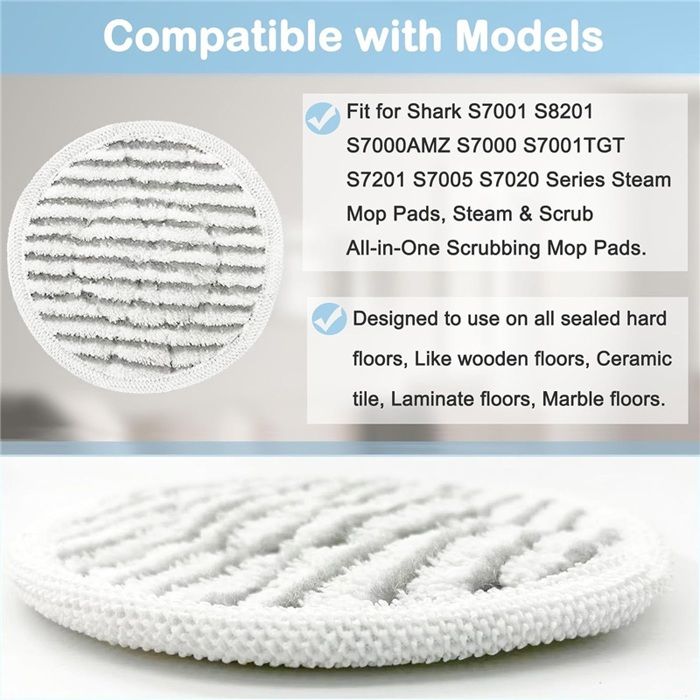 Compatible with Models
Fit for Shark S7001 S8201
S7000AMZ S7000 S7001TGT
S7201 S7005 S7020 Series Steam
Mop Pads, Steam & Scrub
All-in-One Scrubbing Mop Pads.
Designed to use on all sealed hard
floors, Like wooden floors, Ceramic
tile, Laminate floors, Marble floors.